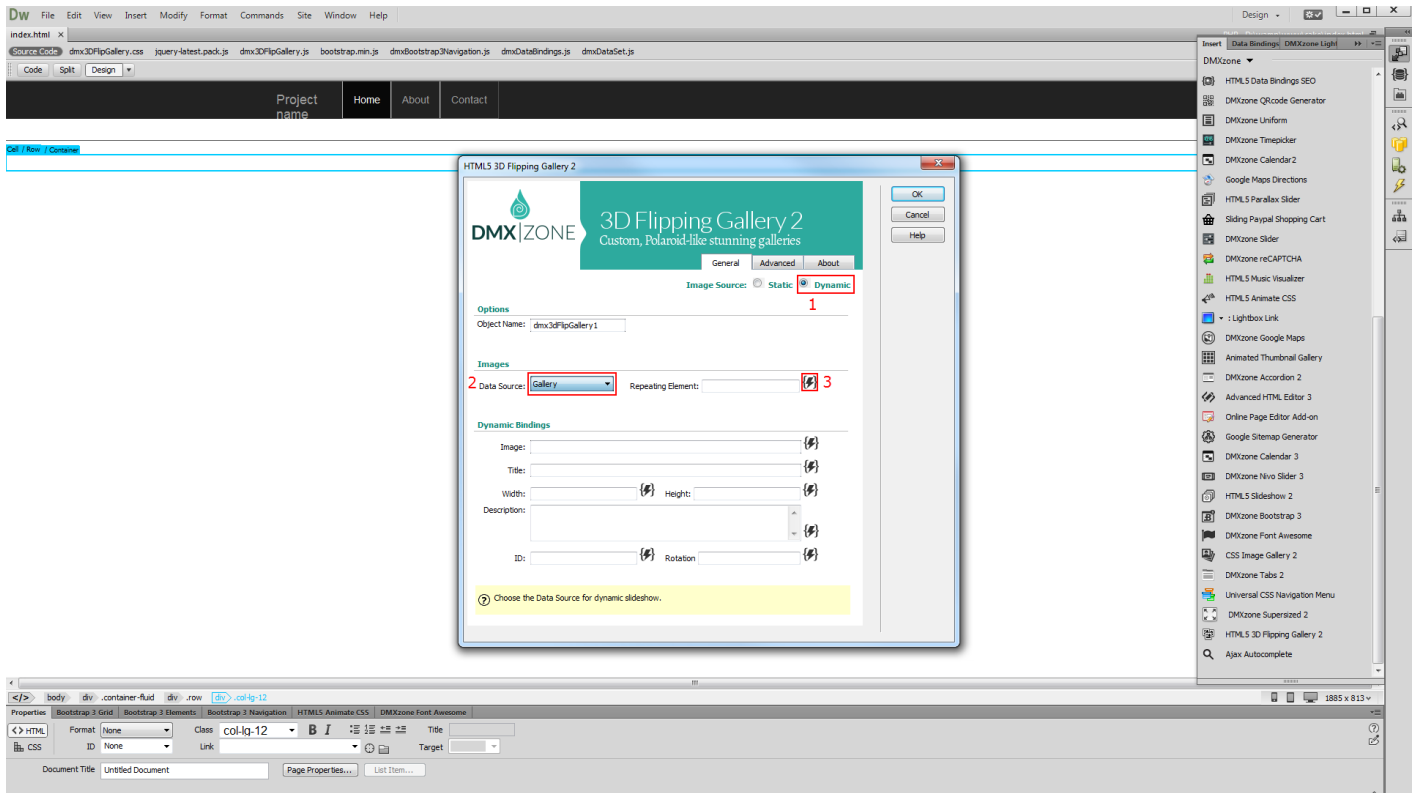 Dw File Edit View Insert Modify Format Commands Site Window Help Design
index.html ×
Source Code dmx3DFlipGallery.css jquery-latest.pack.js dmx3DFlipGallery.js bootstrap.min.js dmxBootstrap3Navigation.js dmxDataBindings.js dmxDataSet.js
Code Split Design
Project name Home About Contact
Cell / Row / Container
HTML5 3D Flipping Gallery 2
DMX|ZONE
3D Flipping Gallery 2
Custom, Polaroid-like stunning galleries
OK
Cancel
Help
General Advanced About
Image Source: Static Dynamic
1
Options
Object Name: dmx3dFlipGallery1
Images
2 Data Source: Gallery Repeating Element: 3
Dynamic Bindings
Image:
Title:
Width: Height:
Description:
ID: Rotation
Choose the Data Source for dynamic slideshow.
Insert Data Bindings DMXzone Light
DMXzone
HTML5 Data Bindings SEO
DMXzone QRcode Generator
DMXzone Uniform
DMXzone Timepicker
DMXzone Calendar2
Google Maps Directions
HTML5 Parallax Slider
Sliding Paypal Shopping Cart
DMXzone Slider
DMXzone reCAPTCHA
HTML5 Music Visualizer
HTML5 Animate CSS
: Lightbox Link
DMXzone Google Maps
Animated Thumbnail Gallery
DMXzone Accordion 2
Advanced HTML Editor 3
Online Page Editor Add-on
Google Sitemap Generator
DMXzone Calendar 3
DMXzone Nivo Slider 3
HTML5 Slideshow 2
DMXzone Bootstrap 3
DMXzone Font Awesome
CSS Image Gallery 2
DMXzone Tabs 2
Universal CSS Navigation Menu
DMXzone Supersized 2
HTML5 3D Flipping Gallery 2
Ajax Autocomplete
</> body div .container-fluid div .row div .col-lg-12 1885 x 813
Properties Bootstrap 3 Grid Bootstrap 3 Elements Bootstrap 3 Navigation HTML5 Animate CSS DMXzone Font Awesome
<> HTML Format None Class col-lg-12 B I Title
CSS ID None Link Target
Document Title Untitled Document Page Properties... List Item...